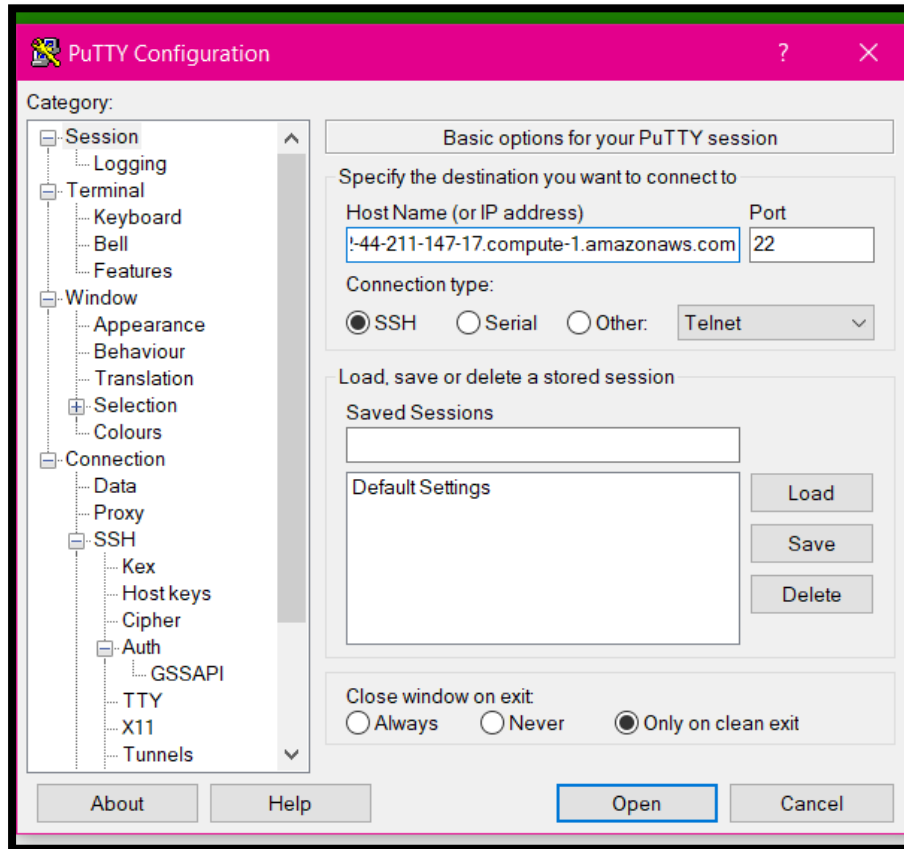 PuTTY Configuration
?
Category:
Session
Logging
Terminal
Keyboard
Bell
Features
Window
Appearance
Behaviour
Translation
Selection
Colours
Connection
Data
Proxy
SSH
Kex
Host keys
Cipher
Auth
GSSAPI
TTY
X11
Tunnels
Basic options for your PuTTY session
Specify the destination you want to connect to
Host Name (or IP address) Port
-44-211-147-17.compute-1.amazonaws.com 22
Connection type:
SSH Serial Other: Telnet
Load, save or delete a stored session
Saved Sessions
Default Settings
Load
Save
Delete
Close window on exit:
Always Never Only on clean exit
About Help Open Cancel